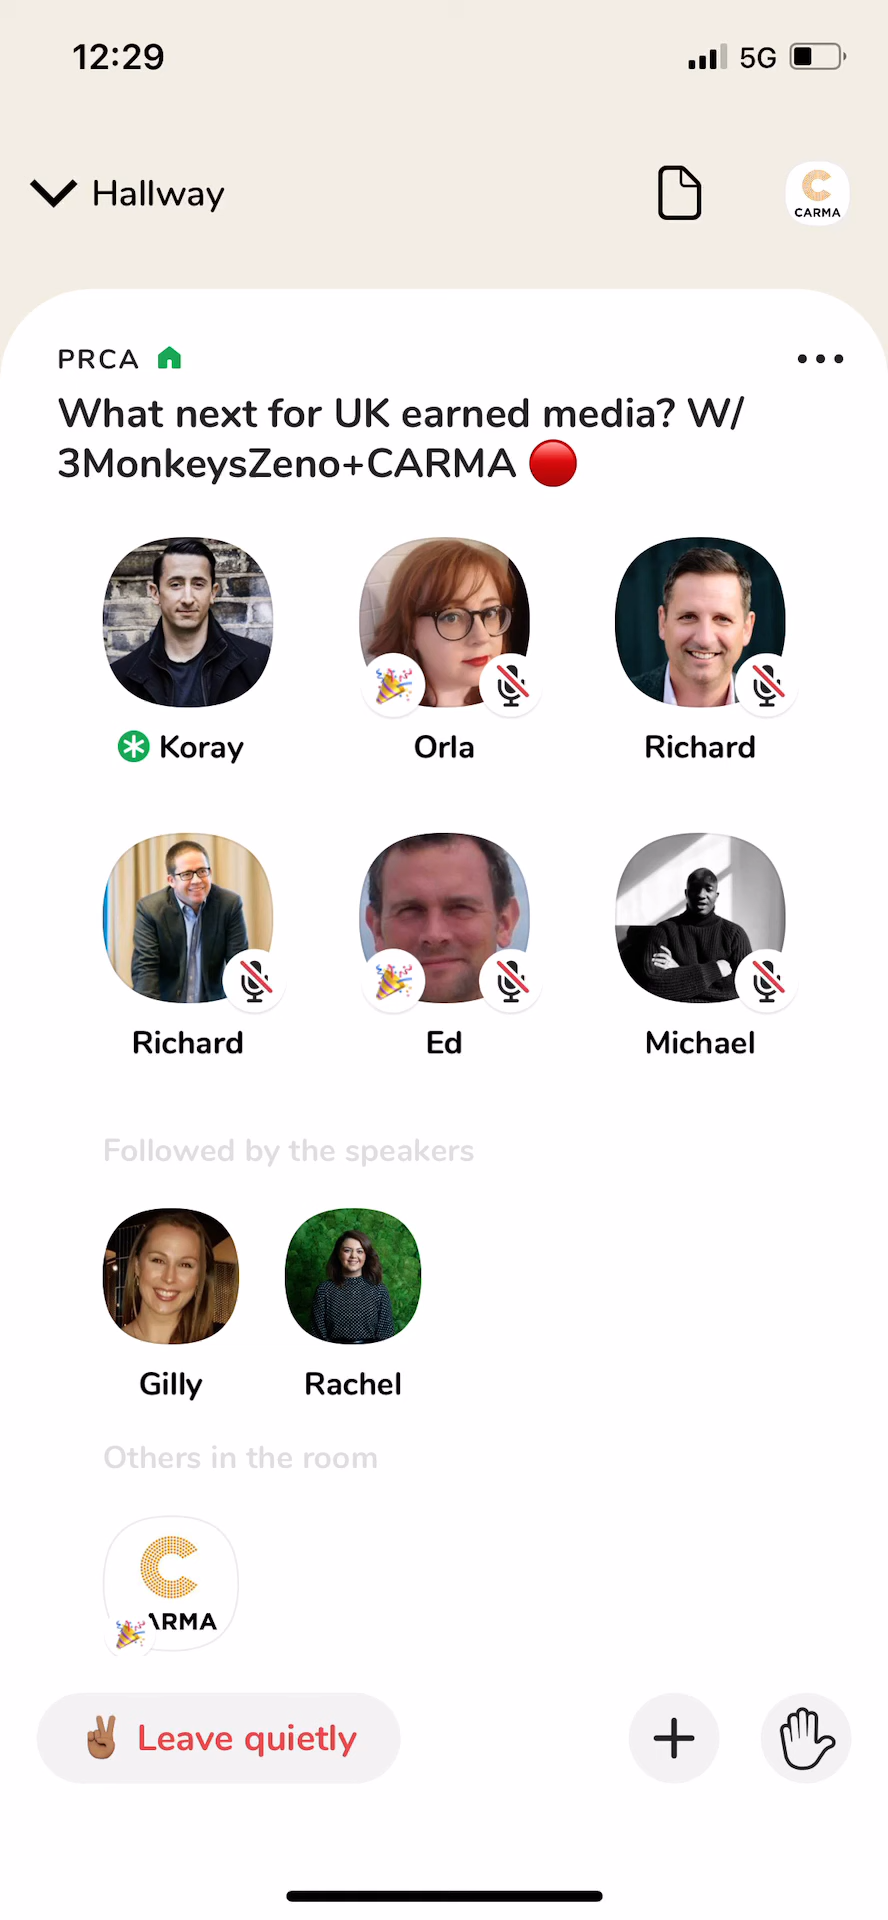 12:29
5G
Hallway
CARMA
PRCA
What next for UK earned media? W/
3MonkeysZeno+CARMA
Koray
Orla
Richard
Richard
Ed
Michael
Followed by the speakers
Gilly
Rachel
Others in the room
ARMA
Leave quietly